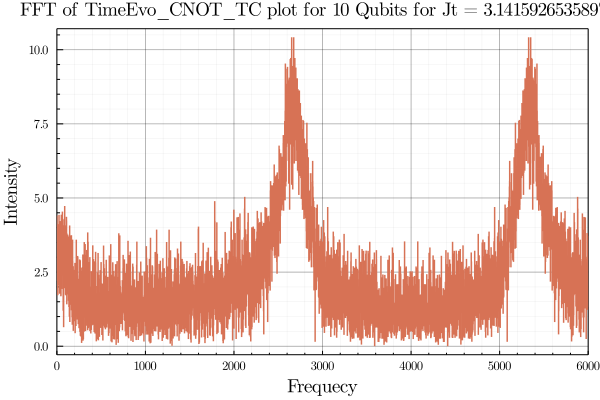 FFT of TimeEvo_CNOT_TC plot for 10 Qubits for Jt = 3.141592653589
10.0
7.5
5.0
2.5
0.0
Intensity
0 1000 2000 3000 4000 5000 6000
Frequecy